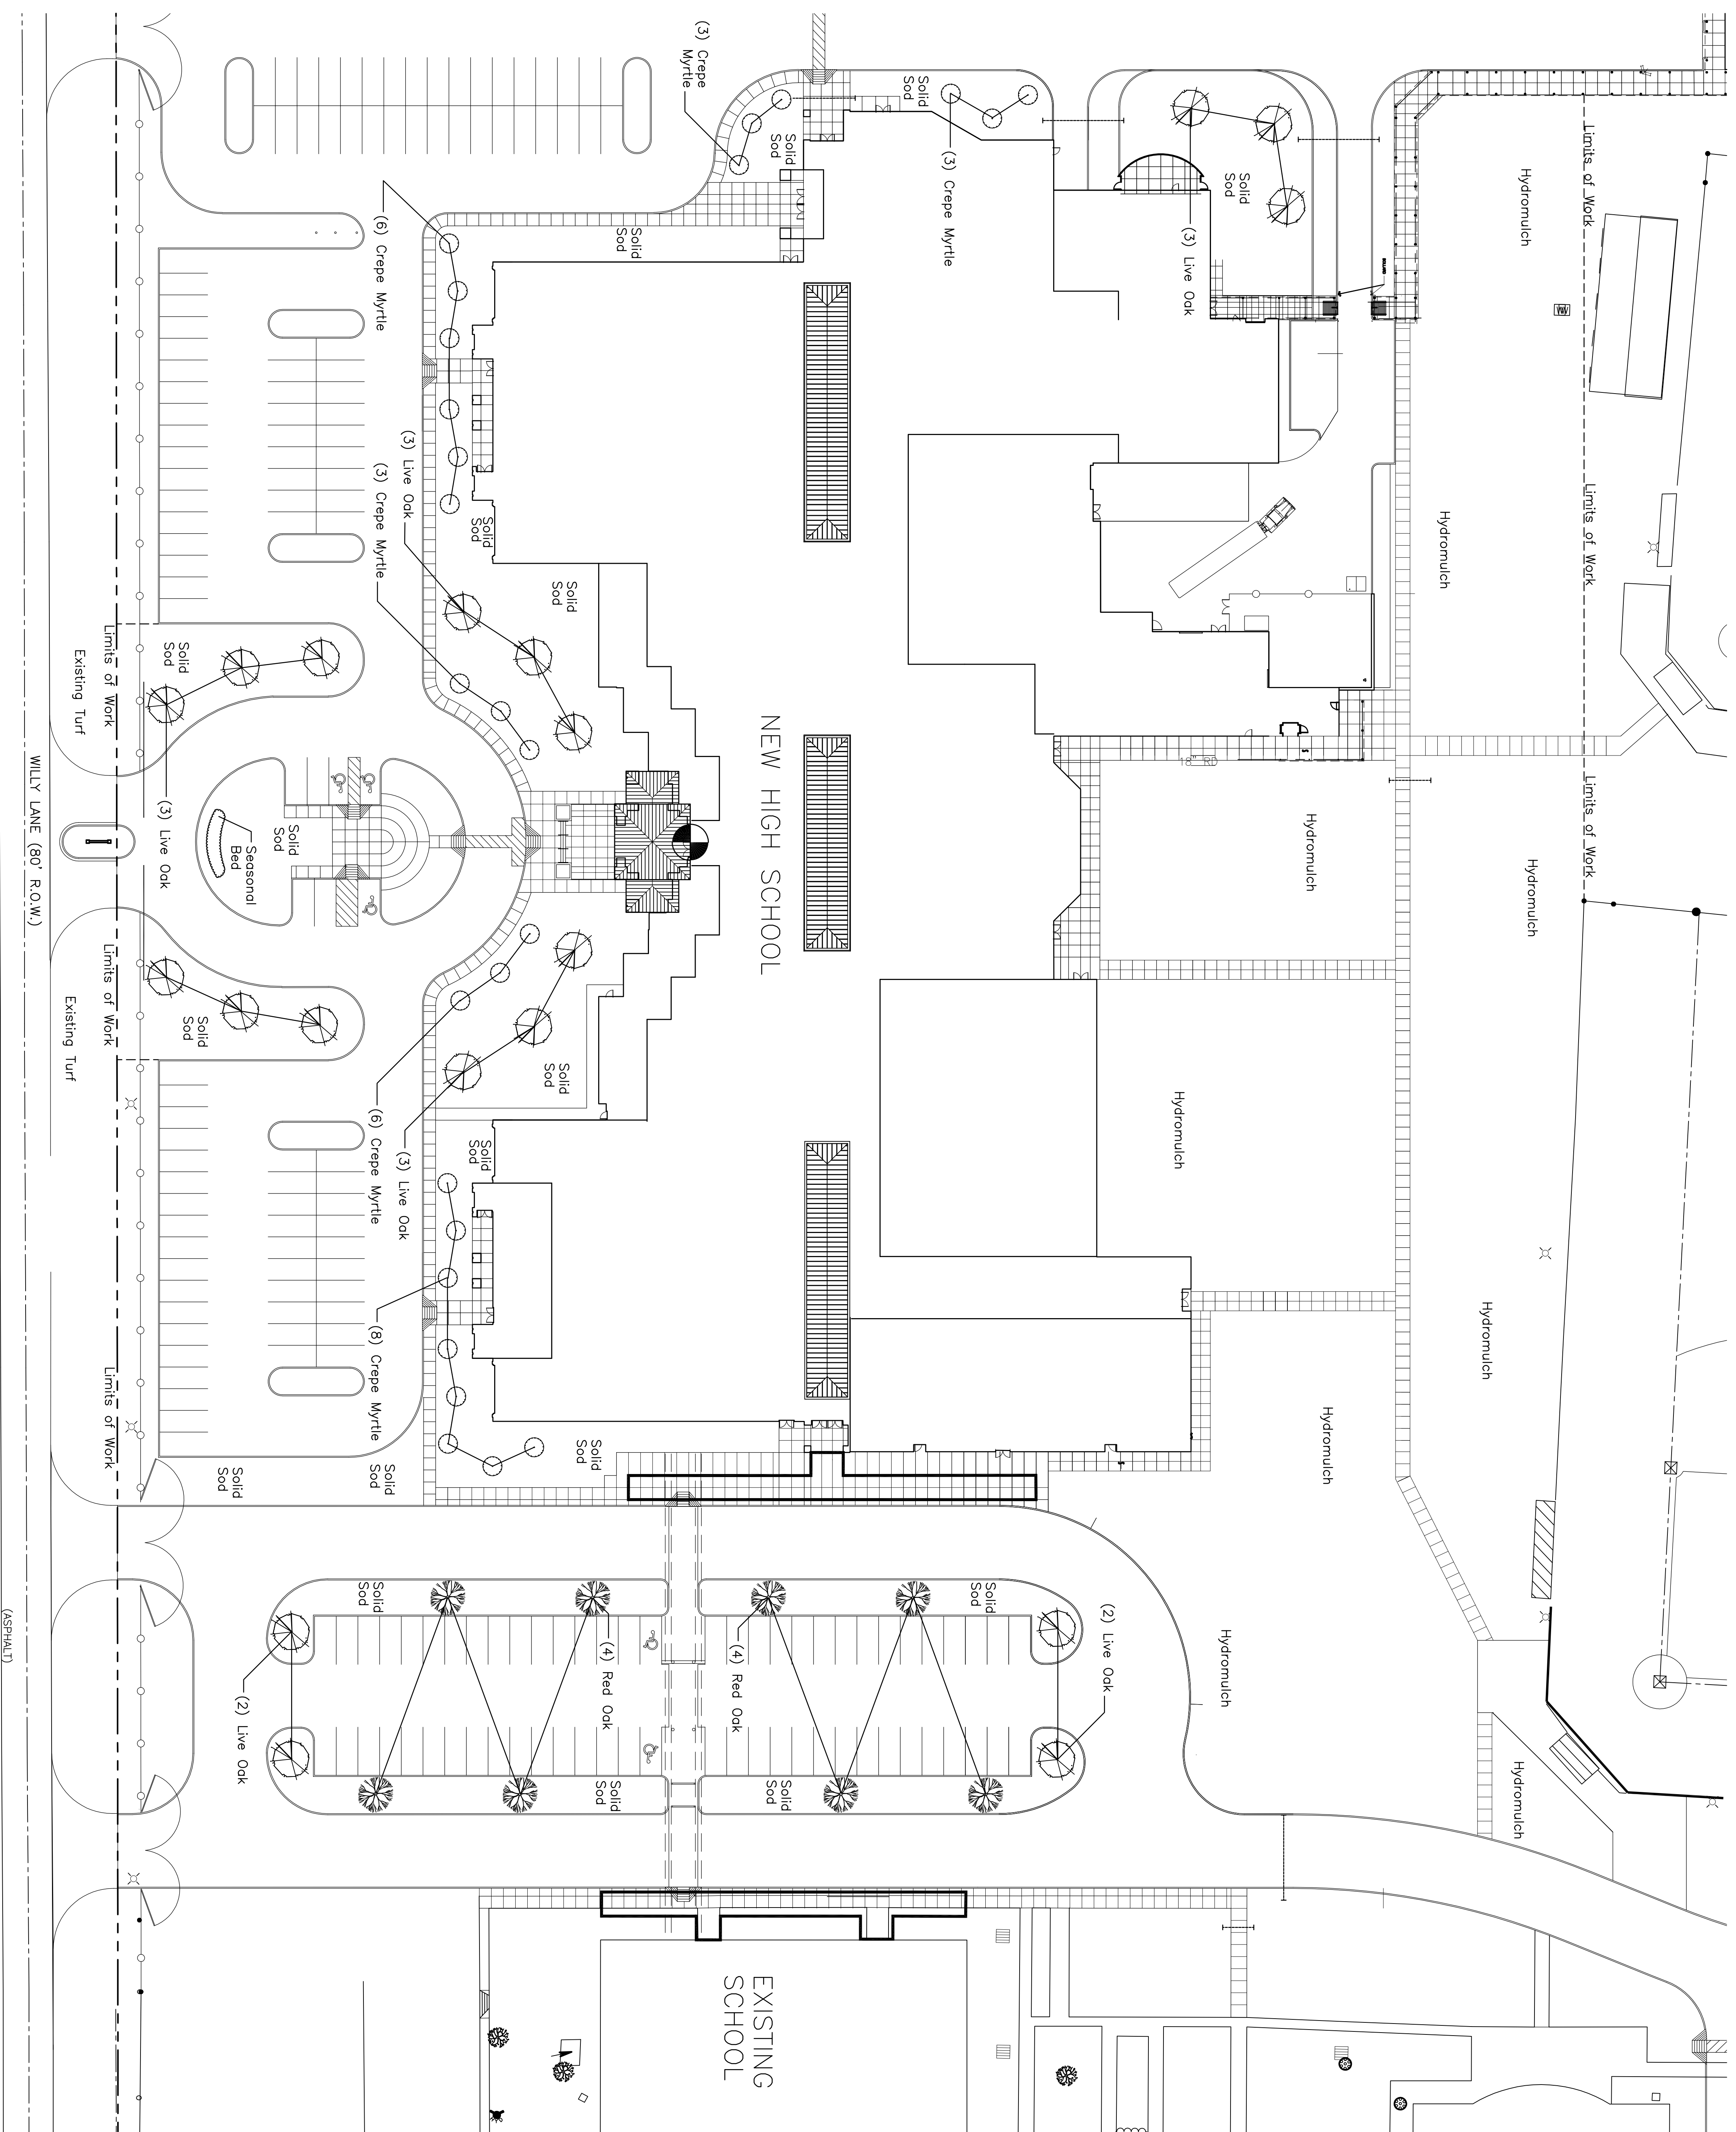 (3) Crepe
Myrtle
Solid
Sod
Solid
Sod
(3) Crepe Myrtle
Solid
Sod
(3) Live Oak
Limits of Work
Hydromulch
Solid
Sod
(6) Crepe Myrtle
(3) Live Oak
(3) Crepe Myrtle
Solid
Sod
Solid
Sod
Hydromulch
Limits of Work
Limits of Work
Existing Turf
Solid
Sod
WILLY LANE (80' R.O.W.)
(3) Live Oak
Solid
Sod
Seasonal
Bed
NEW HIGH SCHOOL
18" RD
Hydromulch
Limits of Work
Hydromulch
Limits of Work
Existing Turf
Solid
Sod
Solid
Sod
(6) Crepe Myrtle
(3) Live Oak
Solid
Sod
Hydromulch
(8) Crepe Myrtle
Hydromulch
Limits of Work
Solid
Sod
Solid
Sod
Solid
Sod
Hydromulch
(ASPHALT)
Solid
Sod
Solid
Sod
(2) Live Oak
(4) Red Oak
(4) Red Oak
(2) Live Oak
Hydromulch
Solid
Sod
Solid
Sod
Hydromulch
EXISTING
SCHOOL